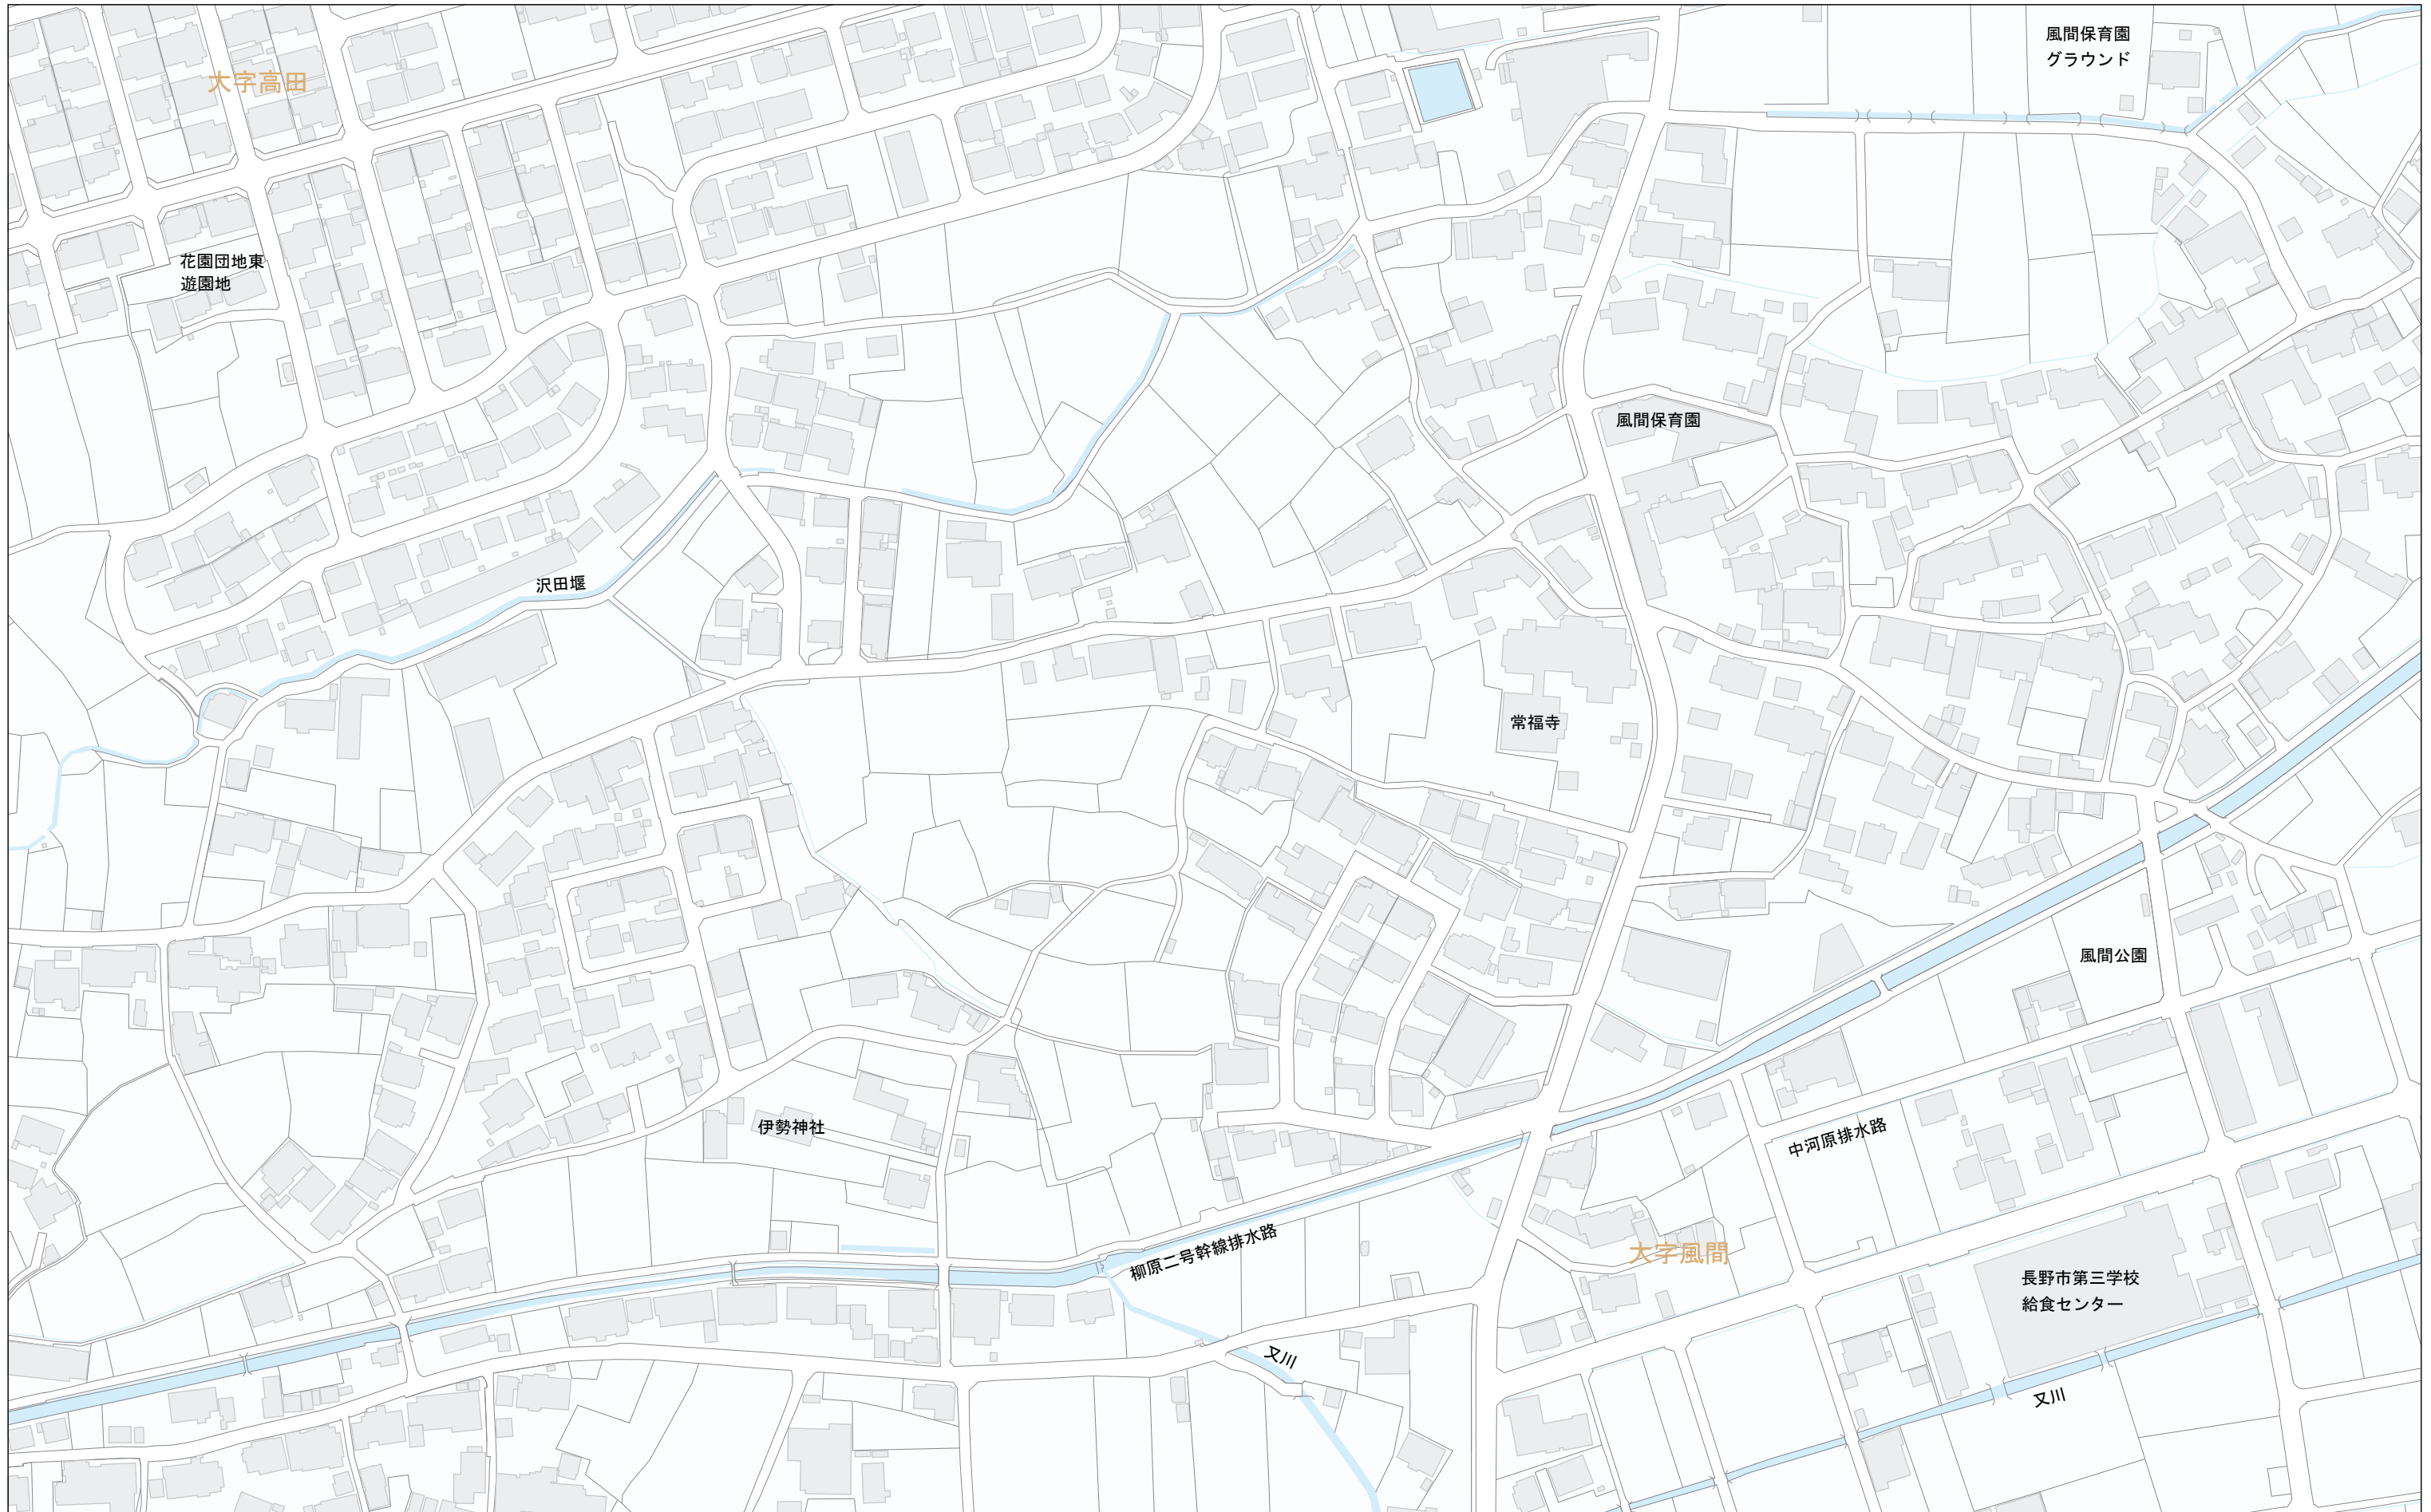 風間保育園
グラウンド
大字高田
花園団地東
遊園地
風間保育園
沢田堰
常福寺
風間公園
伊勢神社
中河原排水路
柳原二号幹線排水路
大字風間
長野市第三学校
給食センター
又川
又川